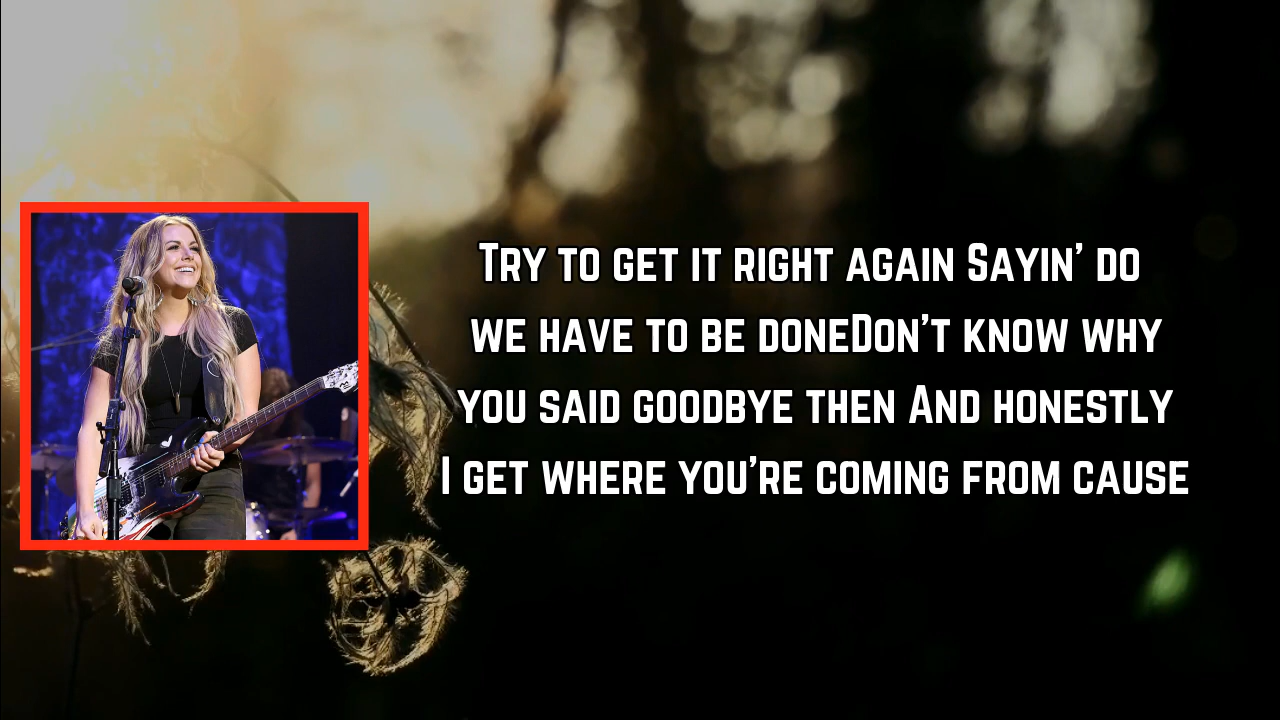 Try to get it right again Sayin' do
we have to be doneDon't know why
you said goodbye then And honestly
I get where you're coming from cause